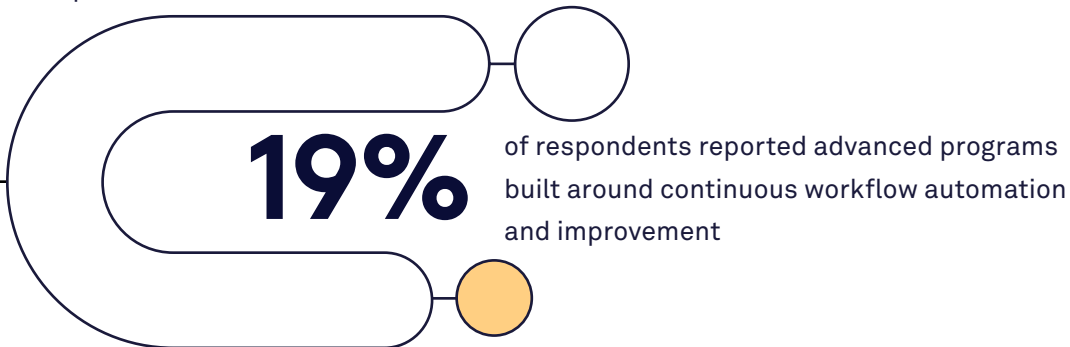 19%
of respondents reported advanced programs
built around continuous workflow automation
and improvement